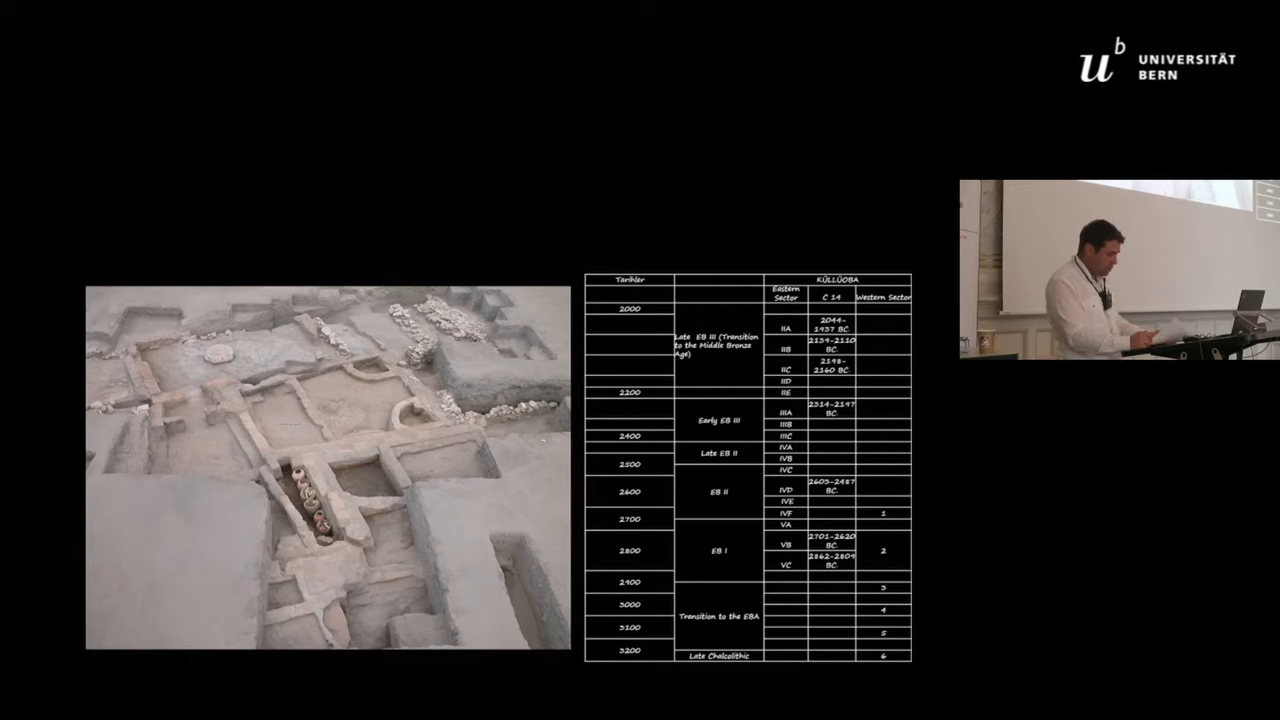 u^b UNIVERSITÄT
BERN
Tarihler KÜLLÜOBA
Eastern Sector C 14 Western Sector
2000
Late EB III (Transition to the Middle Bronze Age)
IIA 2044-1937 BC.
IIB 2139-2110 BC.
IIC 2198-2160 BC.
IID
2200 IIE
Early EB III
IIIA 2314-2197 BC.
IIIB
2400 IIIC
Late EB II
IVA
IVB
2500 IVC
EB II
2600 IVD 2603-2487 BC.
IVE
IVF 1
2700 VA
EB I
VB 2701-2620 BC.
2800 2
VC 2862-2809 BC.
2900 3
Transition to the EBA
3000 4
3100 5
3200 Late Chalcolithic 6